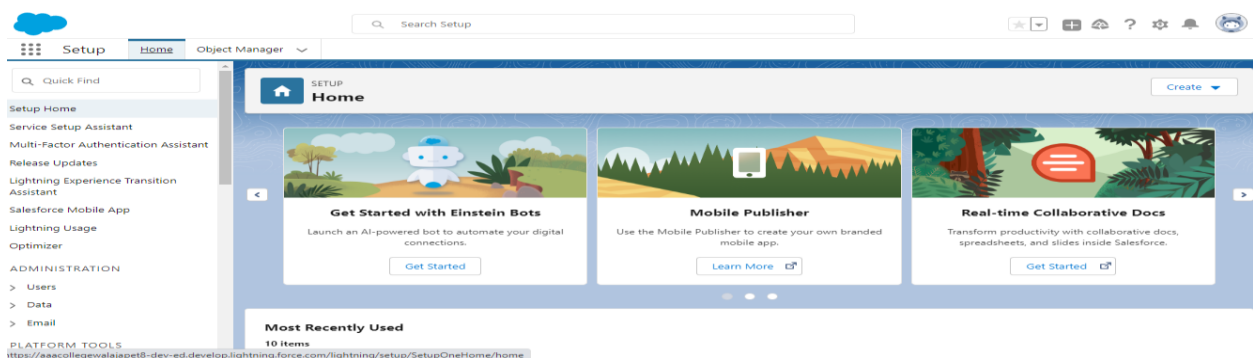 Search Setup
Setup
Home
Object Manager
Quick Find
Setup Home
Service Setup Assistant
Multi-Factor Authentication Assistant
Release Updates
Lightning Experience Transition
Assistant
Salesforce Mobile App
Lightning Usage
Optimizer
ADMINISTRATION
> Users
> Data
> Email
PLATFORM TOOLS
SETUP
Home
Create
Get Started with Einstein Bots
Launch an AI-powered bot to automate your digital
connections.
Get Started
Mobile Publisher
Use the Mobile Publisher to create your own branded
mobile app.
Learn More
Real-time Collaborative Docs
Transform productivity with collaborative docs,
spreadsheets, and slides inside Salesforce.
Get Started
Most Recently Used
10 items
https://aaacollegewalajapet8-dev-ed.develop.lightning.force.com/lightning/setup/SetupOneHome/home